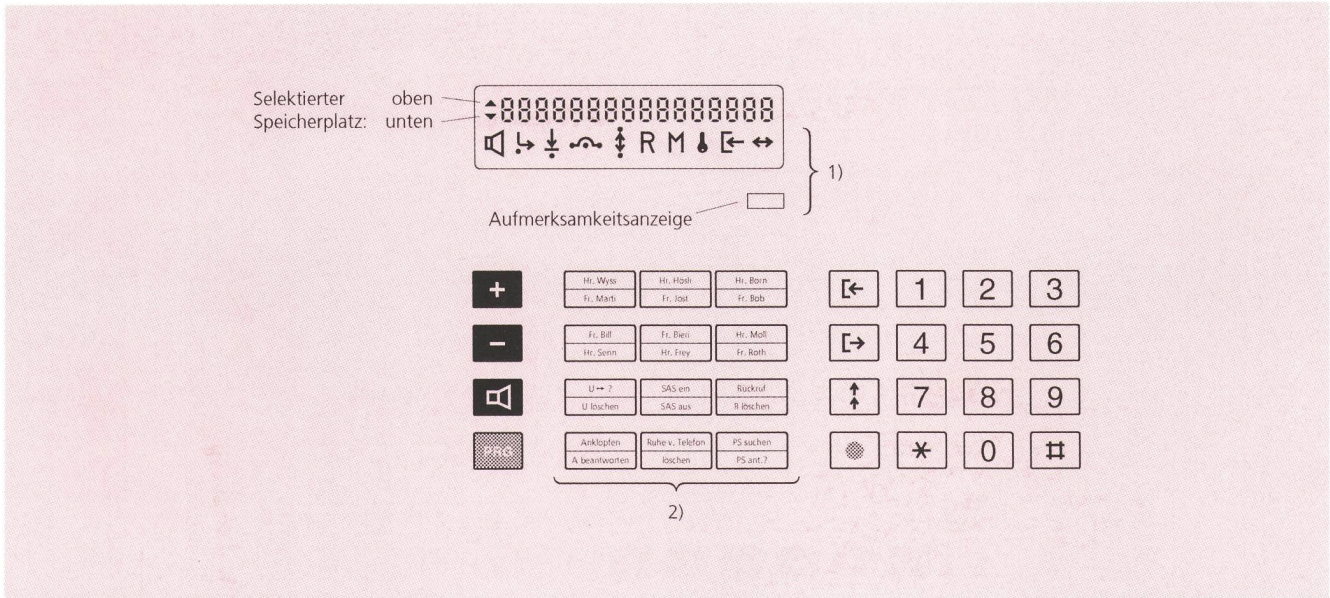 Selektierter oben
Speicherplatz: unten
8888888888888888
R M
1)
Aufmerksamkeitsanzeige
+ Hr. Wyss Hr. Hösli Hr. Born 1 2 3
Fr. Marti Fr. Jost Fr. Bob
− Fr. Bill Fr. Bieri Hr. Moll 4 5 6
Hr. Senn Hr. Frey Fr. Roth
U ↔ ? SAS ein Rückruf 7 8 9
U löschen SAS aus R löschen
PRG Anklopfen Ruhe v. Telefon PS suchen * 0 #
A beantworten löschen PS ant.?
2)